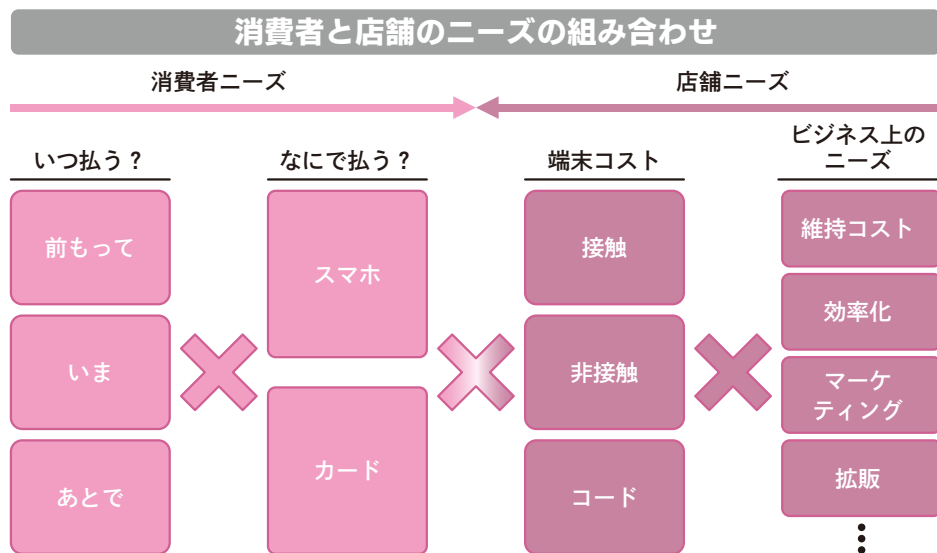 消費者と店舗のニーズの組み合わせ
消費者ニーズ
店舗ニーズ
いつ払う？
前もって
いま
あとで
なにで払う？
スマホ
カード
端末コスト
接触
非接触
コード
ビジネス上の
ニーズ
維持コスト
効率化
マーケ
ティング
拡販